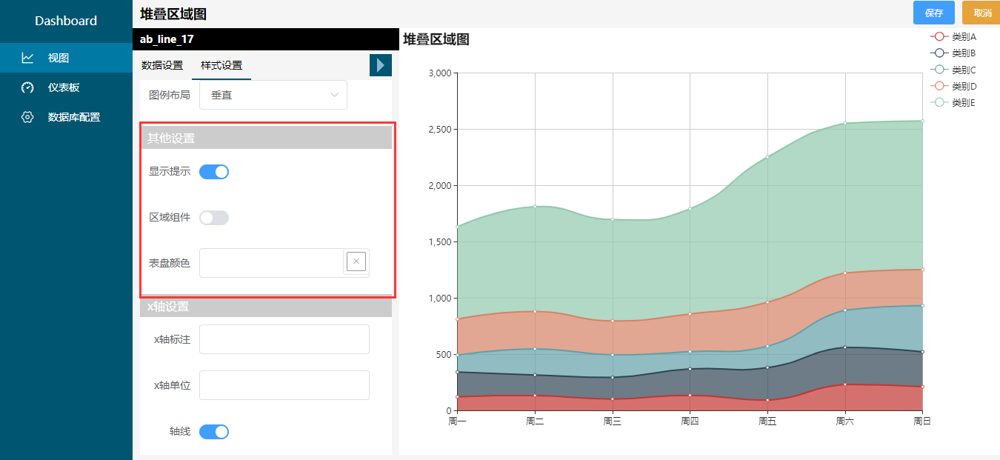 Dashboard
视图
仪表板
数据库配置
堆叠区域图
保存
取消
ab_line_17
数据设置
样式设置
图例布局
垂直
其他设置
显示提示
区域组件
表盘颜色
x轴设置
x轴标注
x轴单位
轴线
堆叠区域图
类别A
类别B
类别C
类别D
类别E
3,000
2,500
2,000
1,500
1,000
500
0
周一 周二 周三 周四 周五 周六 周日